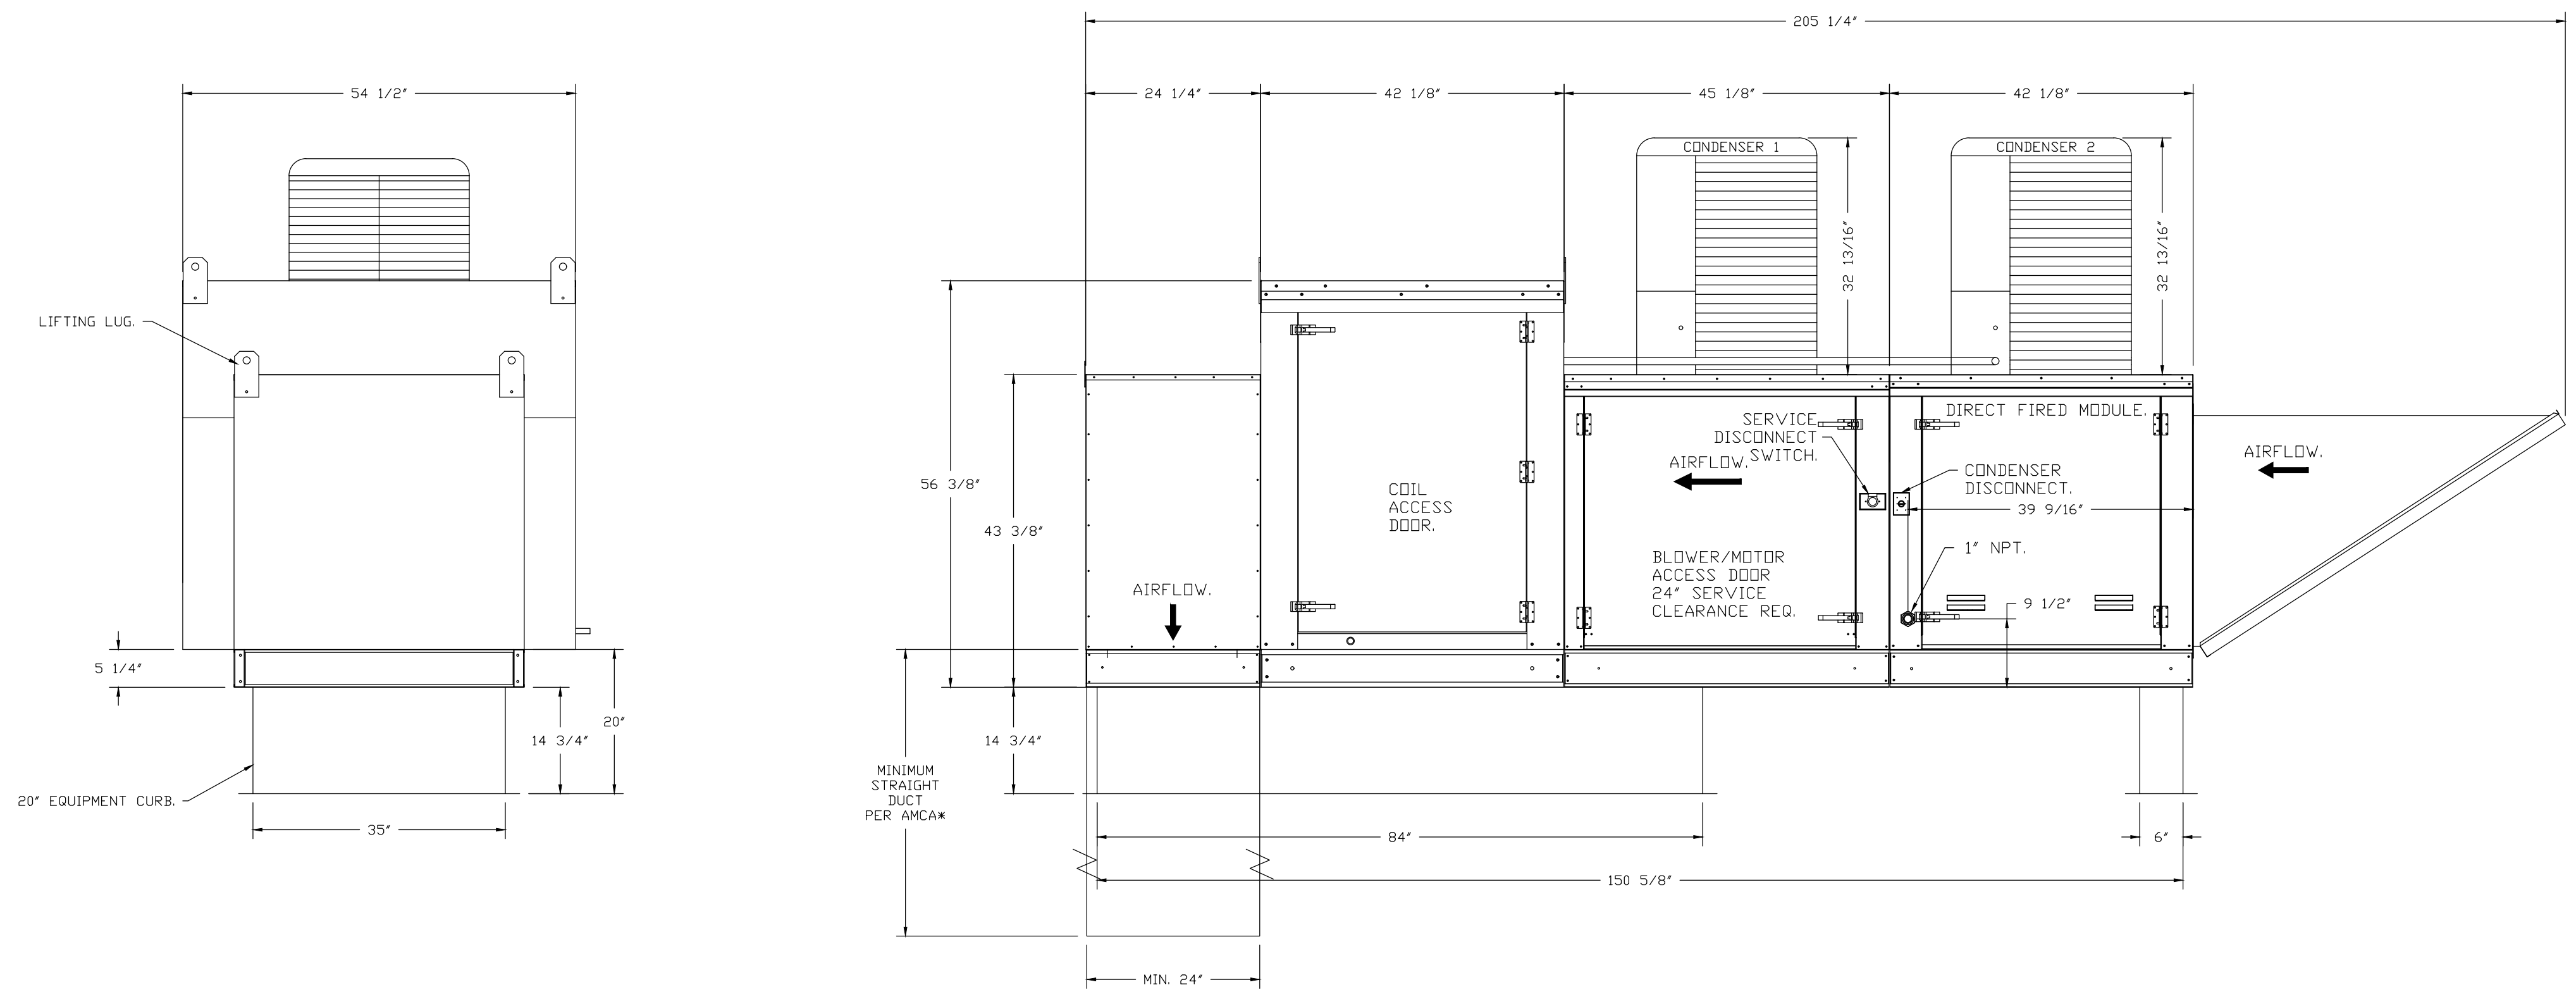 205 1/4"
54 1/2"
24 1/4"
42 1/8"
45 1/8"
42 1/8"
CONDENSER 1
CONDENSER 2
32 13/16"
32 13/16"
LIFTING LUG.
SERVICE
DISCONNECT
SWITCH.
DIRECT FIRED MODULE.
AIRFLOW.
AIRFLOW.
CONDENSER
DISCONNECT.
56 3/8"
43 3/8"
COIL
ACCESS
DOOR.
39 9/16"
1" NPT.
BLOWER/MOTOR
ACCESS DOOR
24" SERVICE
CLEARANCE REQ.
AIRFLOW.
9 1/2"
5 1/4"
20"
14 3/4"
14 3/4"
MINIMUM
STRAIGHT
DUCT
PER AMCA*
20" EQUIPMENT CURB.
35"
84"
6"
150 5/8"
MIN. 24"